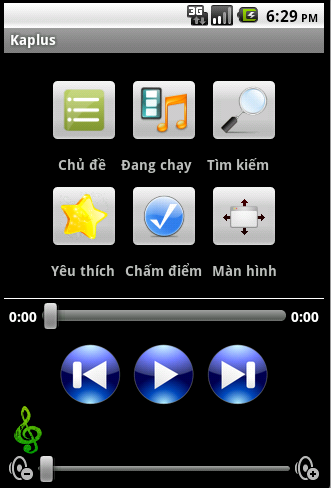 3G 6:29 PM
Kaplus
Chủ đề Đang chạy Tìm kiếm
Yêu thích Chấm điểm Màn hình
0:00 0:00